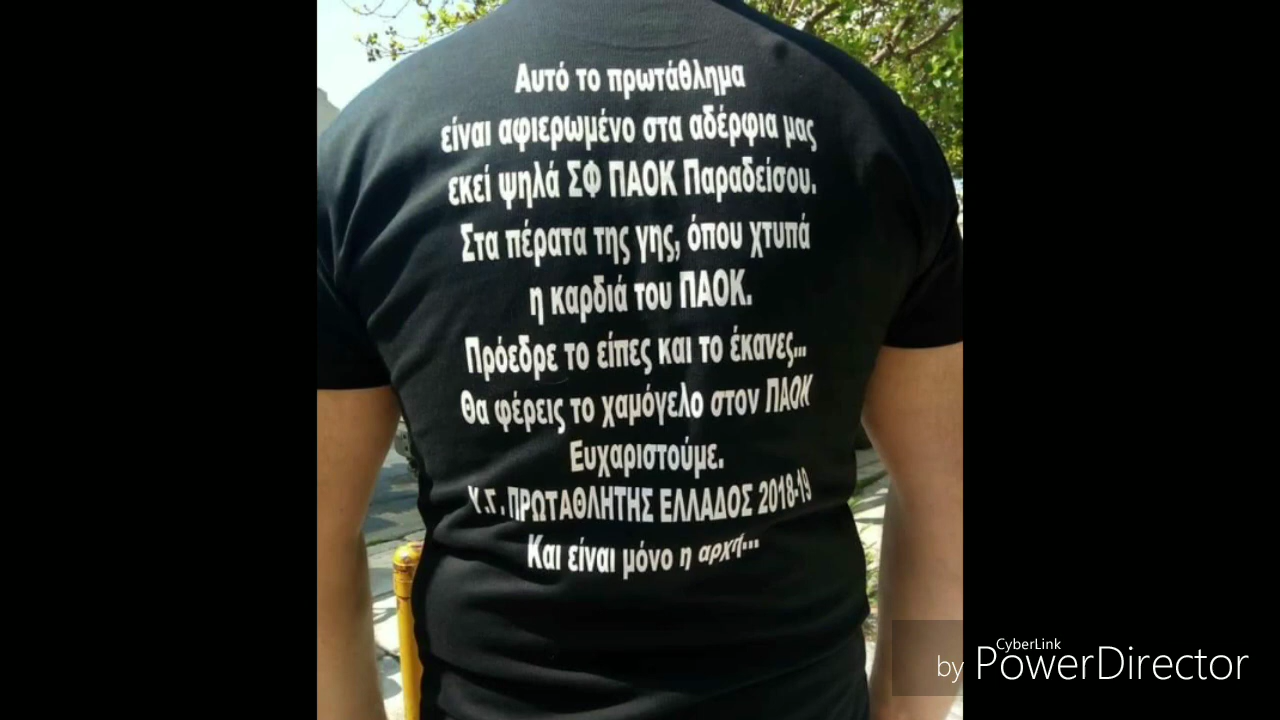 Αυτό το πρωτάθλημα
είναι αφιερωμένο στα αδέρφια μας
εκεί ψηλά ΣΦ ΠΑΟΚ Παραδείσου.
Στα πέρατα της γης, όπου χτυπά
η καρδιά του ΠΑΟΚ.
Πρόεδρε το είπες και το έκανες...
Θα φέρεις το χαμόγελο στον ΠΑΟΚ
Ευχαριστούμε.
Υ.Γ. ΠΡΩΤΑΘΛΗΤΗΣ ΕΛΛΑΔΟΣ 2018-19
Και είναι μόνο η αρχή...
CyberLink
by PowerDirector